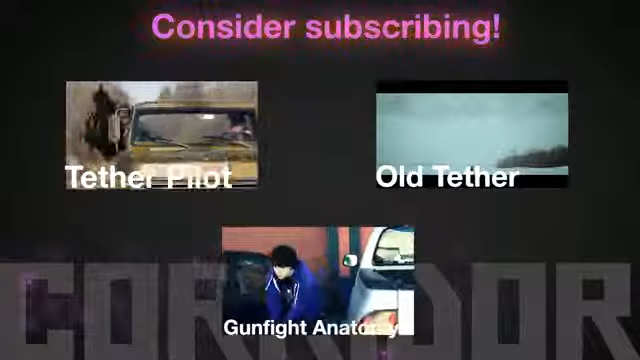 Consider subscribing!
Tether Pilot
Old Tether
Gunfight Anatomy
CORRIDOR